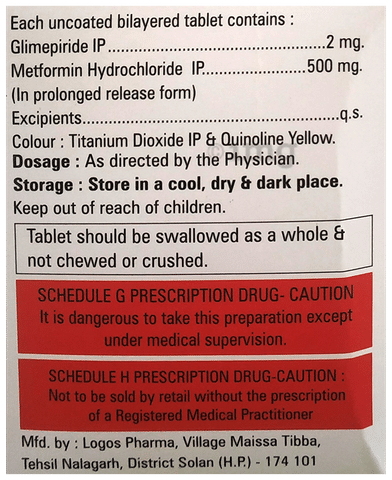 Each uncoated bilayered tablet contains :
Glimepiride IP................................................2 mg.
Metformin Hydrochloride IP.......................500 mg.
(In prolonged release form)
Excipients.........................................................q.s.
Colour : Titanium Dioxide IP & Quinoline Yellow.
Dosage : As directed by the Physician.
Storage : Store in a cool, dry & dark place.
Keep out of reach of children.
Tablet should be swallowed as a whole &
not chewed or crushed.
SCHEDULE G PRESCRIPTION DRUG- CAUTION
It is dangerous to take this preparation except
under medical supervision.
SCHEDULE H PRESCRIPTION DRUG-CAUTION :
Not to be sold by retail without the prescription
of a Registered Medical Practitioner
Mfd. by : Logos Pharma, Village Maissa Tibba,
Tehsil Nalagarh, District Solan (H.P.) - 174 101